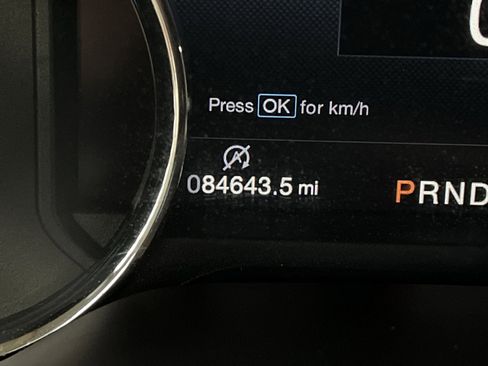 Press OK for km/h
084643.5 mi
PRND